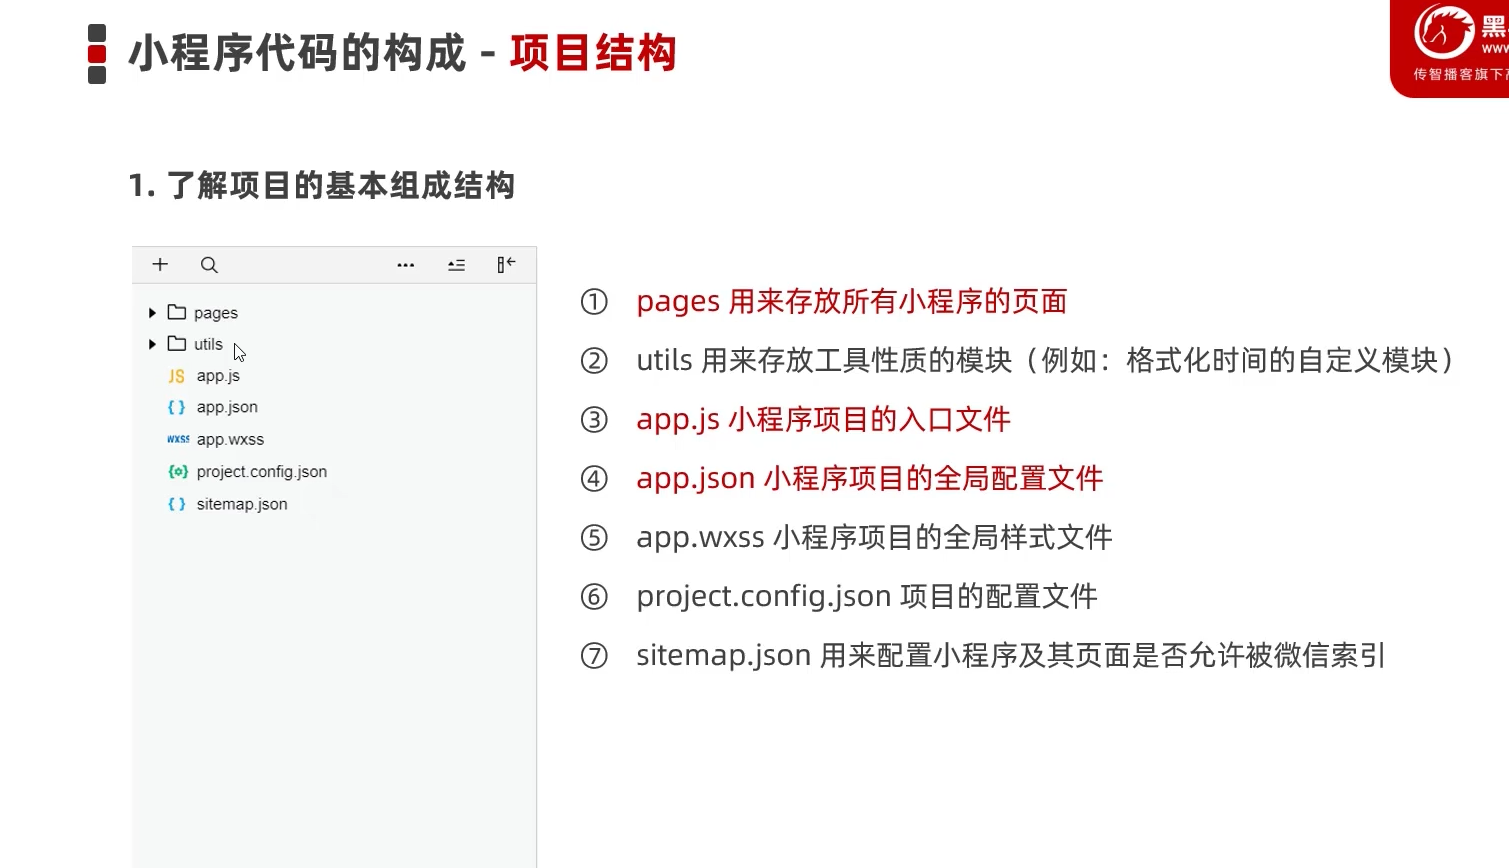 小程序代码的构成 - 项目结构
黑
www
传智播客旗下高
1. 了解项目的基本组成结构
pages
utils
JS app.js
{ } app.json
wxss app.wxss
project.config.json
{ } sitemap.json
① pages 用来存放所有小程序的页面
② utils 用来存放工具性质的模块（例如：格式化时间的自定义模块）
③ app.js 小程序项目的入口文件
④ app.json 小程序项目的全局配置文件
⑤ app.wxss 小程序项目的全局样式文件
⑥ project.config.json 项目的配置文件
⑦ sitemap.json 用来配置小程序及其页面是否允许被微信索引